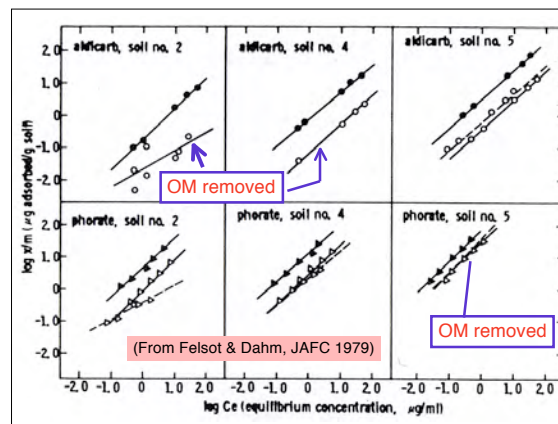 aldicarb, soil no. 2
aldicarb, soil no. 4
aldicarb, soil no. 5
2.0
1.0
0
-1.0
-2.0
OM removed
log x/m (µg adsorbed/g soil)
phorate, soil no. 2
phorate, soil no. 4
phorate, soil no. 5
2.0
1.0
0
-1.0
2.0
OM removed
(From Felsot & Dahm, JAFC 1979)
-2.0 -1.0 0 1.0 2.0 -2.0 -1.0 0 1.0 2.0 -2.0 -1.0 0 1.0 2.0
log Ce (equilibrium concentration, µg/ml)